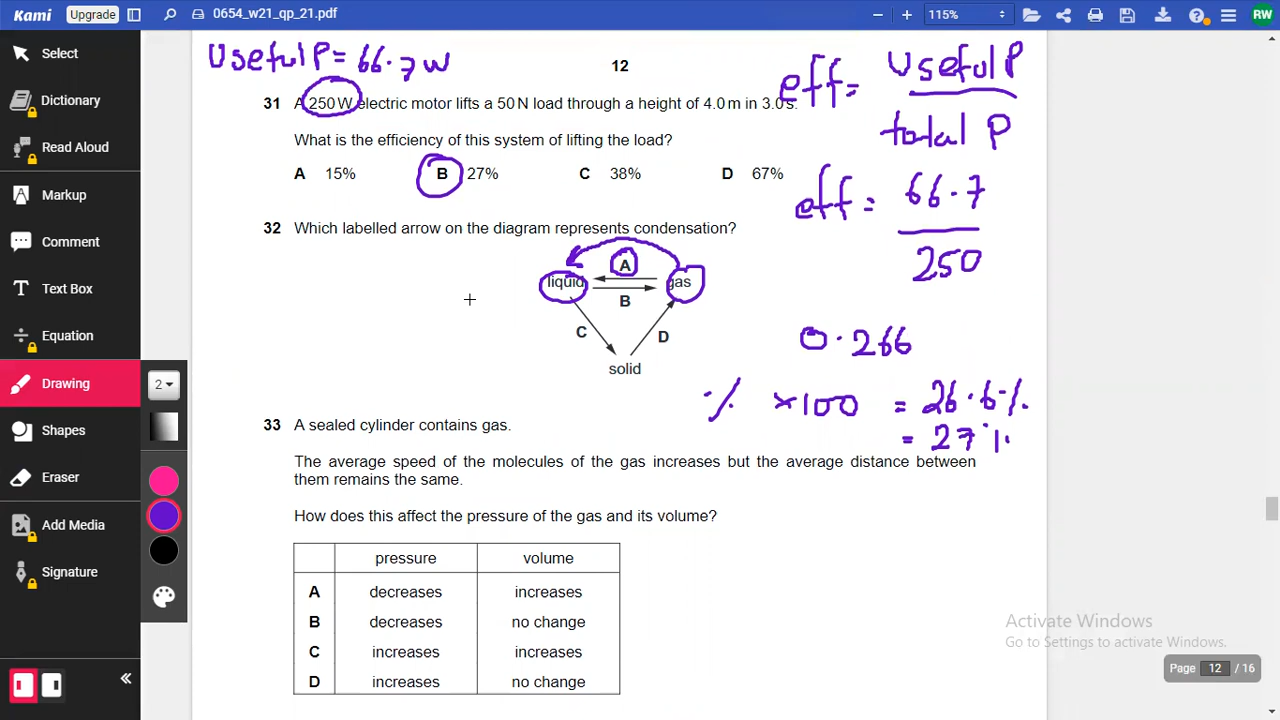 Kami
Upgrade
0654_w21_qp_21.pdf
115%
RW
Select
Dictionary
Read Aloud
Markup
Comment
Text Box
Equation
Drawing
2
Shapes
Eraser
Add Media
Signature
Useful P = 66.7 W
12
eff = Useful P
total P
31 A 250 W electric motor lifts a 50 N load through a height of 4.0 m in 3.0 s.
What is the efficiency of this system of lifting the load?
A 15% B 27% C 38% D 67%
eff = 66.7
250
32 Which labelled arrow on the diagram represents condensation?
A
liquid gas
B
C D
solid
0.266
% ×100 = 26.6%
= 27%
33 A sealed cylinder contains gas.
The average speed of the molecules of the gas increases but the average distance between
them remains the same.
How does this affect the pressure of the gas and its volume?
pressure volume
A decreases increases
B decreases no change
C increases increases
D increases no change
Activate Windows
Go to Settings to activate Windows.
Page 12 / 16